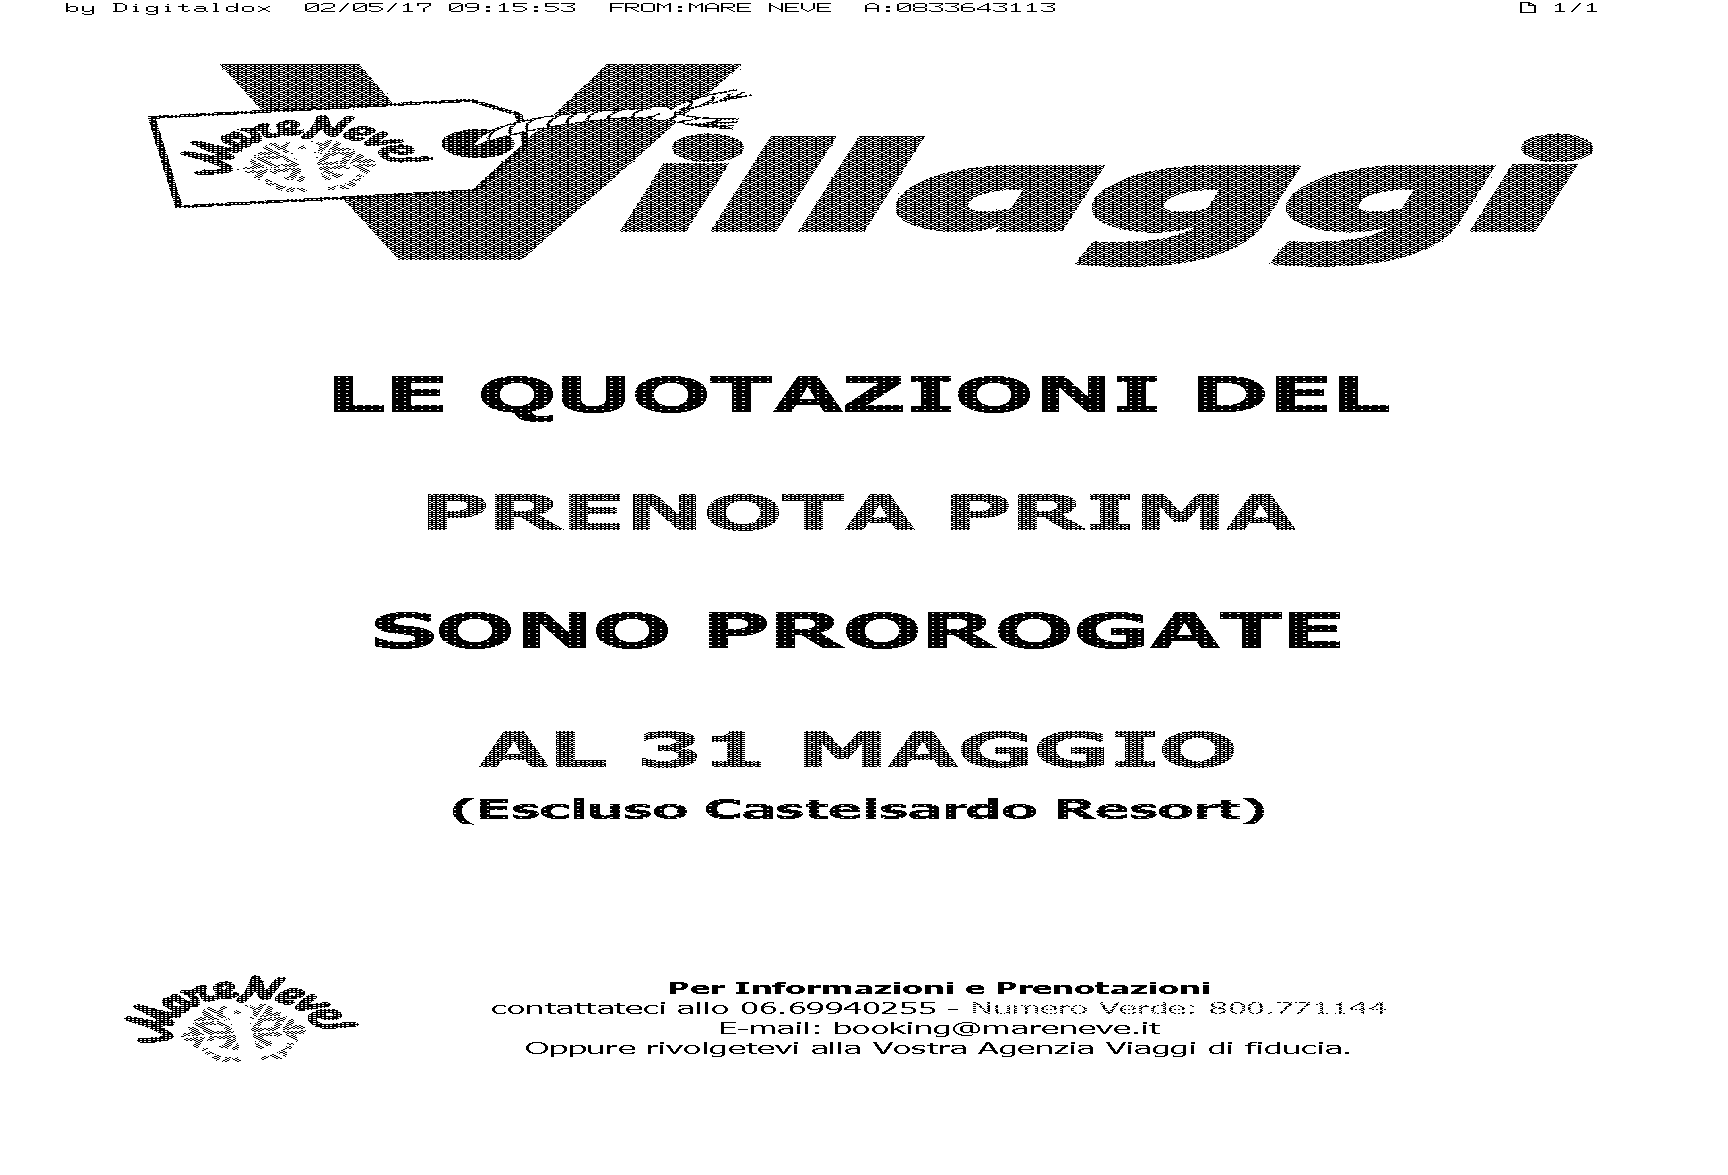 by Digitaldox 02/05/17 09:15:53 FROM:MARE NEVE A:0833643113 1/1
MareNeve
Villaggi
LE QUOTAZIONI DEL
PRENOTA PRIMA
SONO PROROGATE
AL 31 MAGGIO
(Escluso Castelsardo Resort)
MareNeve
Per Informazioni e Prenotazioni
contattateci allo 06.69940255 - Numero Verde: 800.771144
E-mail: booking@mareneve.it
Oppure rivolgetevi alla Vostra Agenzia Viaggi di fiducia.